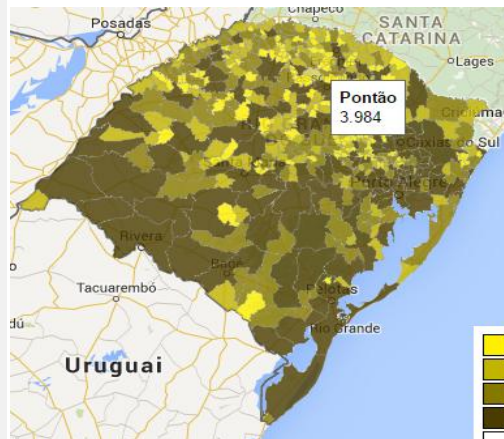 Chapecó
Posadas
SANTA
CATARINA
Lages
Pontão
3.984
Criciúma
Caxias do Sul
Porto Alegre
Rivera
Bagé
Tacuarembó
Pelotas
Rio Grande
Uruguai